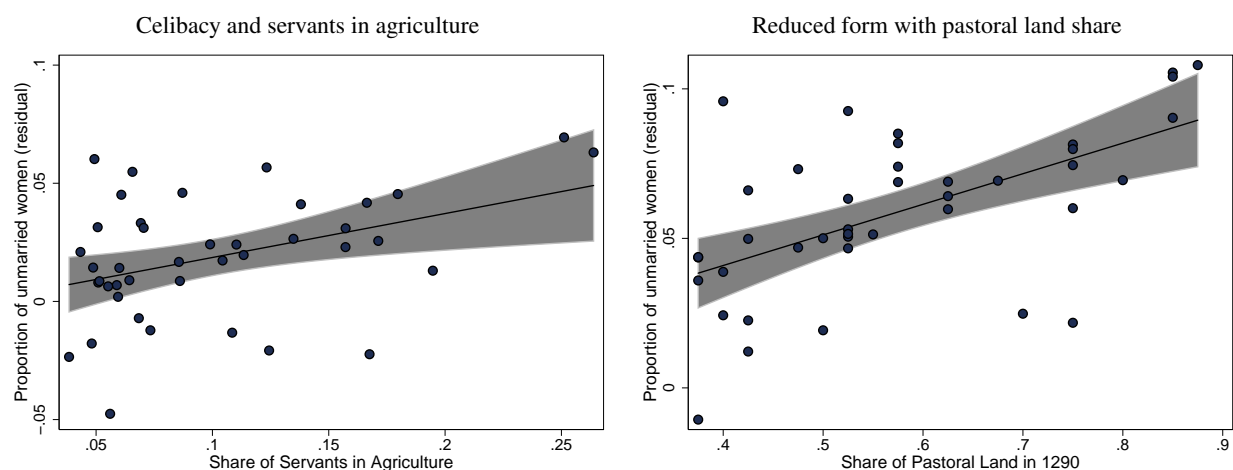 Celibacy and servants in agriculture
Proportion of unmarried women (residual)
.1
.05
0
-.05
.05 .1 .15 .2 .25
Share of Servants in Agriculture
Reduced form with pastoral land share
Proportion of unmarried women (residual)
.1
.05
0
.4 .5 .6 .7 .8 .9
Share of Pastoral Land in 1290